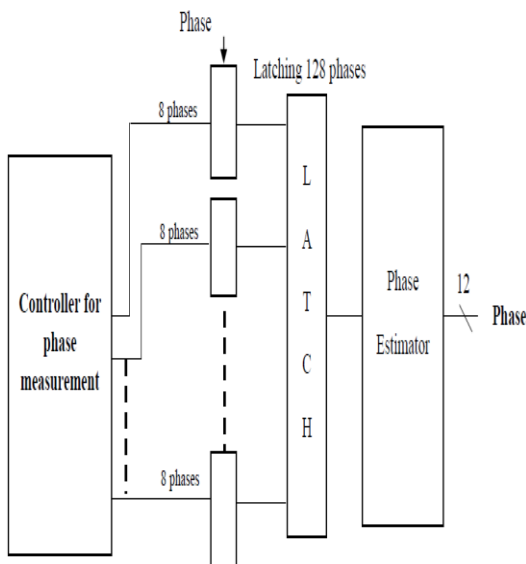 Phase
Latching 128 phases
8 phases
8 phases
8 phases
Controller for
phase
measurement
L
A
T
C
H
Phase
Estimator
12
Phase